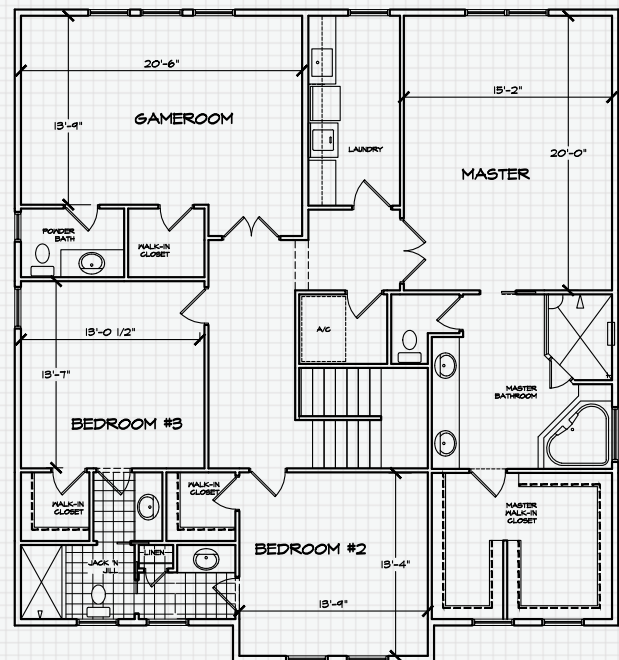 20'-6"
15'-2"
GAMEROOM
13'-9"
LAUNDRY
20'-0"
MASTER
POWDER
BATH
WALK-IN
CLOSET
A/C
13'-0 1/2"
13'-7"
MASTER
BATHROOM
BEDROOM #3
WALK-IN
CLOSET
WALK-IN
CLOSET
MASTER
WALK-IN
CLOSET
JACK 'N
JILL
LINEN
BEDROOM #2
13'-4"
13'-9"